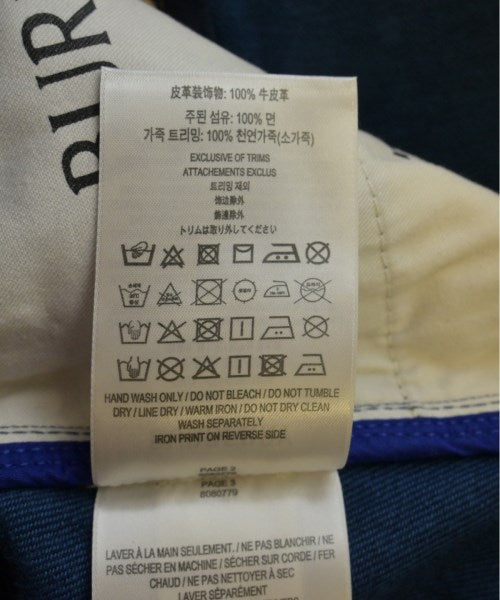 BUR
皮革装饰物: 100% 牛皮革
주된 섬유: 100% 면
가죽 트리밍: 100% 천연가죽(소가죽)
EXCLUSIVE OF TRIMS
ATTACHEMENTS EXCLUS
트리밍 제외
饰边除外
飾邊除外
トリムは取り外してください
HAND WASH ONLY / DO NOT BLEACH / DO NOT TUMBLE
DRY / LINE DRY / WARM IRON / DO NOT DRY CLEAN
WASH SEPARATELY
IRON PRINT ON REVERSE SIDE
PAGE 2
PAGE 3
8080779
LAVER À LA MAIN SEULEMENT. / NE PAS BLANCHIR / NE
PAS SÉCHER EN MACHINE / SÉCHER SUR CORDE / FER
CHAUD / NE PAS NETTOYER À SEC
LAVER SÉPARÉMENT